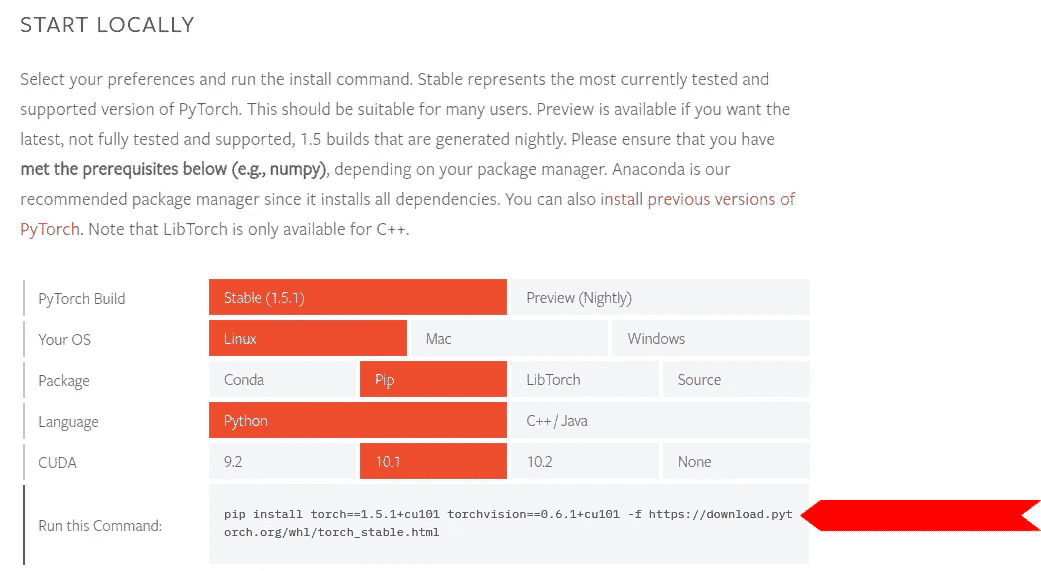 START LOCALLY
Select your preferences and run the install command. Stable represents the most currently tested and
supported version of PyTorch. This should be suitable for many users. Preview is available if you want the
latest, not fully tested and supported, 1.5 builds that are generated nightly. Please ensure that you have
met the prerequisites below (e.g., numpy), depending on your package manager. Anaconda is our
recommended package manager since it installs all dependencies. You can also install previous versions of
PyTorch. Note that LibTorch is only available for C++.
PyTorch Build Stable (1.5.1) Preview (Nightly)
Your OS Linux Mac Windows
Package Conda Pip LibTorch Source
Language Python C++ / Java
CUDA 9.2 10.1 10.2 None
Run this Command:
pip install torch==1.5.1+cu101 torchvision==0.6.1+cu101 -f https://download.pyt
orch.org/whl/torch_stable.html